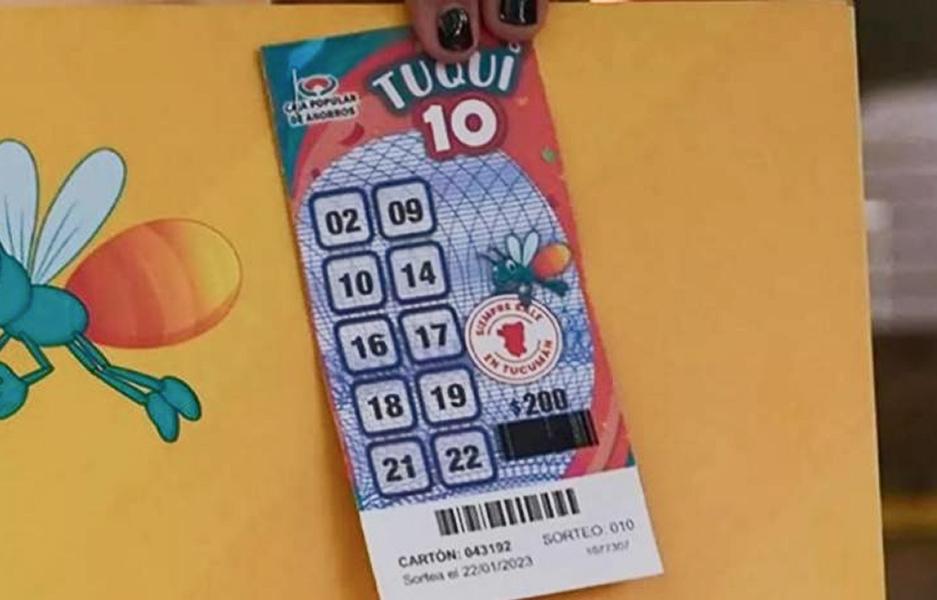 CAJA POPULAR
DE AHORROS
TUQUI
10
02 09
10 14
16 17
18 19
21 22
SIEMPRE SALE
EN TUCUMÁN
$200
CARTÓN: 043192 SORTEO: 010
Sortea el 22/01/2023